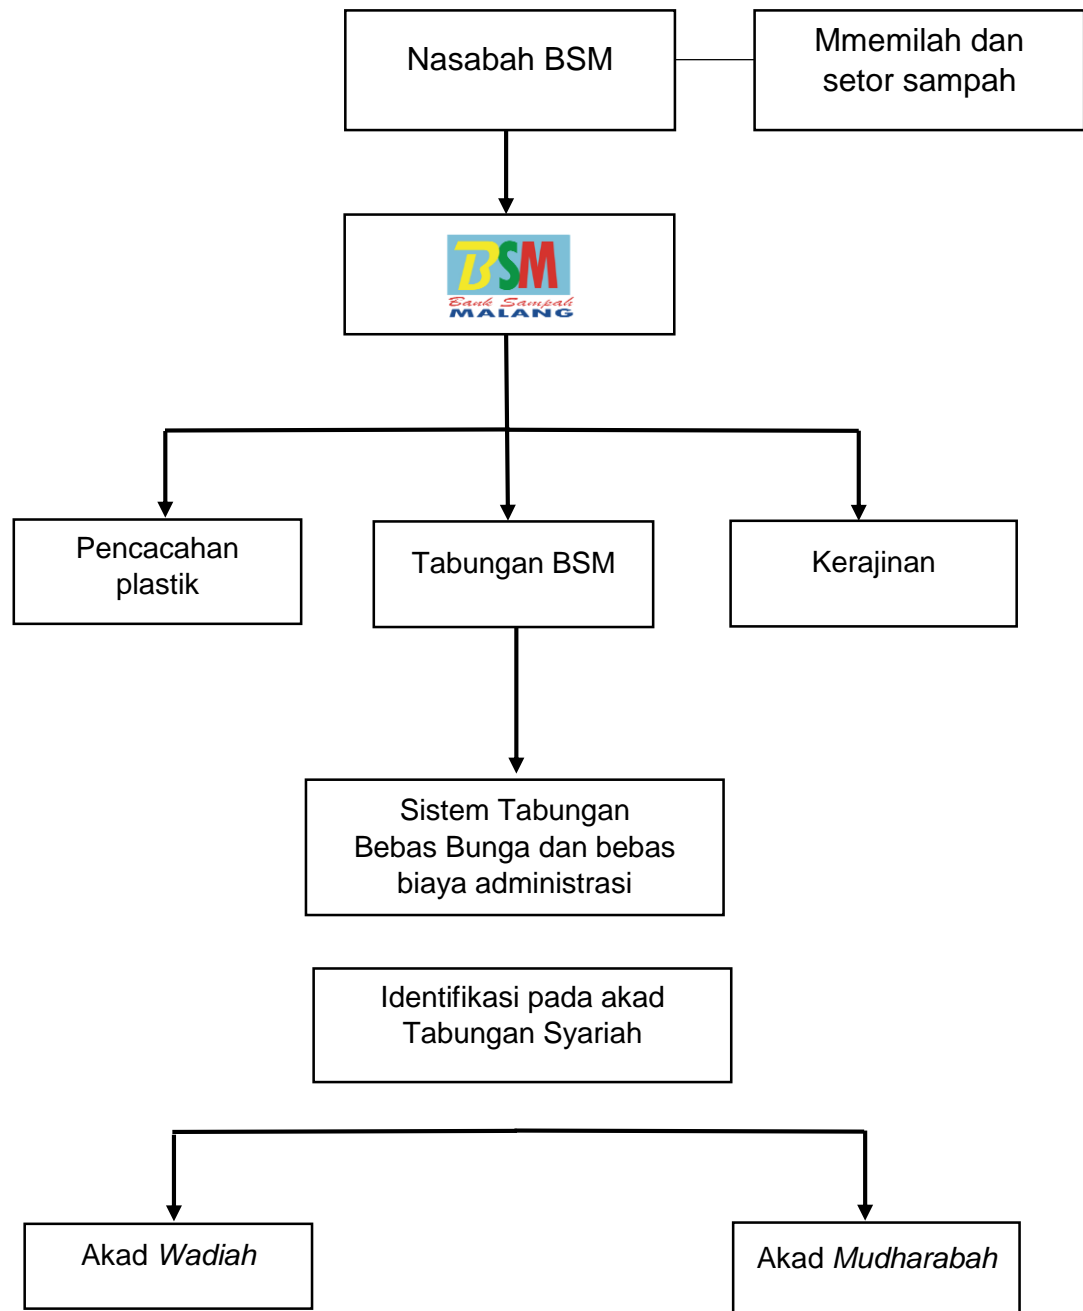 Nasabah BSM
Mmemilah dan
setor sampah
BSM
Bank Sampah
MALANG
Pencacahan
plastik
Tabungan BSM
Kerajinan
Sistem Tabungan
Bebas Bunga dan bebas
biaya administrasi
Identifikasi pada akad
Tabungan Syariah
Akad Wadiah
Akad Mudharabah